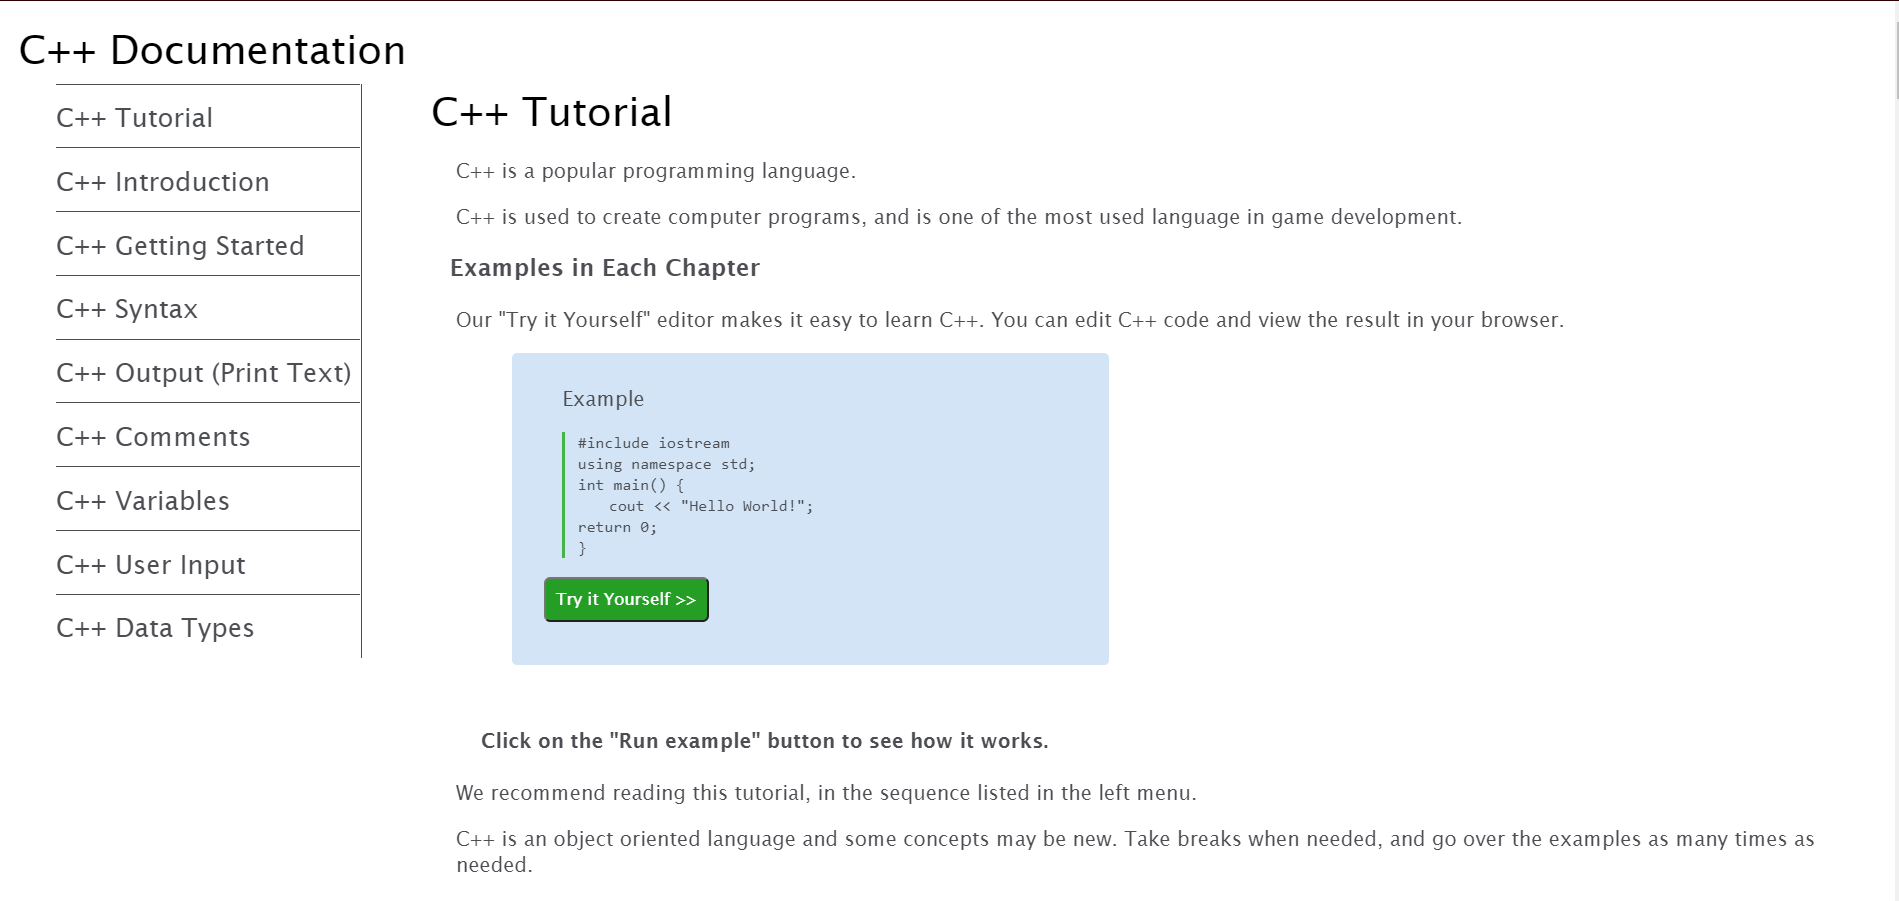 C++ Documentation
C++ Tutorial
C++ Introduction
C++ Getting Started
C++ Syntax
C++ Output (Print Text)
C++ Comments
C++ Variables
C++ User Input
C++ Data Types
C++ Tutorial
C++ is a popular programming language.
C++ is used to create computer programs, and is one of the most used language in game development.
Examples in Each Chapter
Our "Try it Yourself" editor makes it easy to learn C++. You can edit C++ code and view the result in your browser.
Example
#include iostream
using namespace std;
int main() {
cout << "Hello World!";
return 0;
}
Try it Yourself >>
Click on the "Run example" button to see how it works.
We recommend reading this tutorial, in the sequence listed in the left menu.
C++ is an object oriented language and some concepts may be new. Take breaks when needed, and go over the examples as many times as
needed.